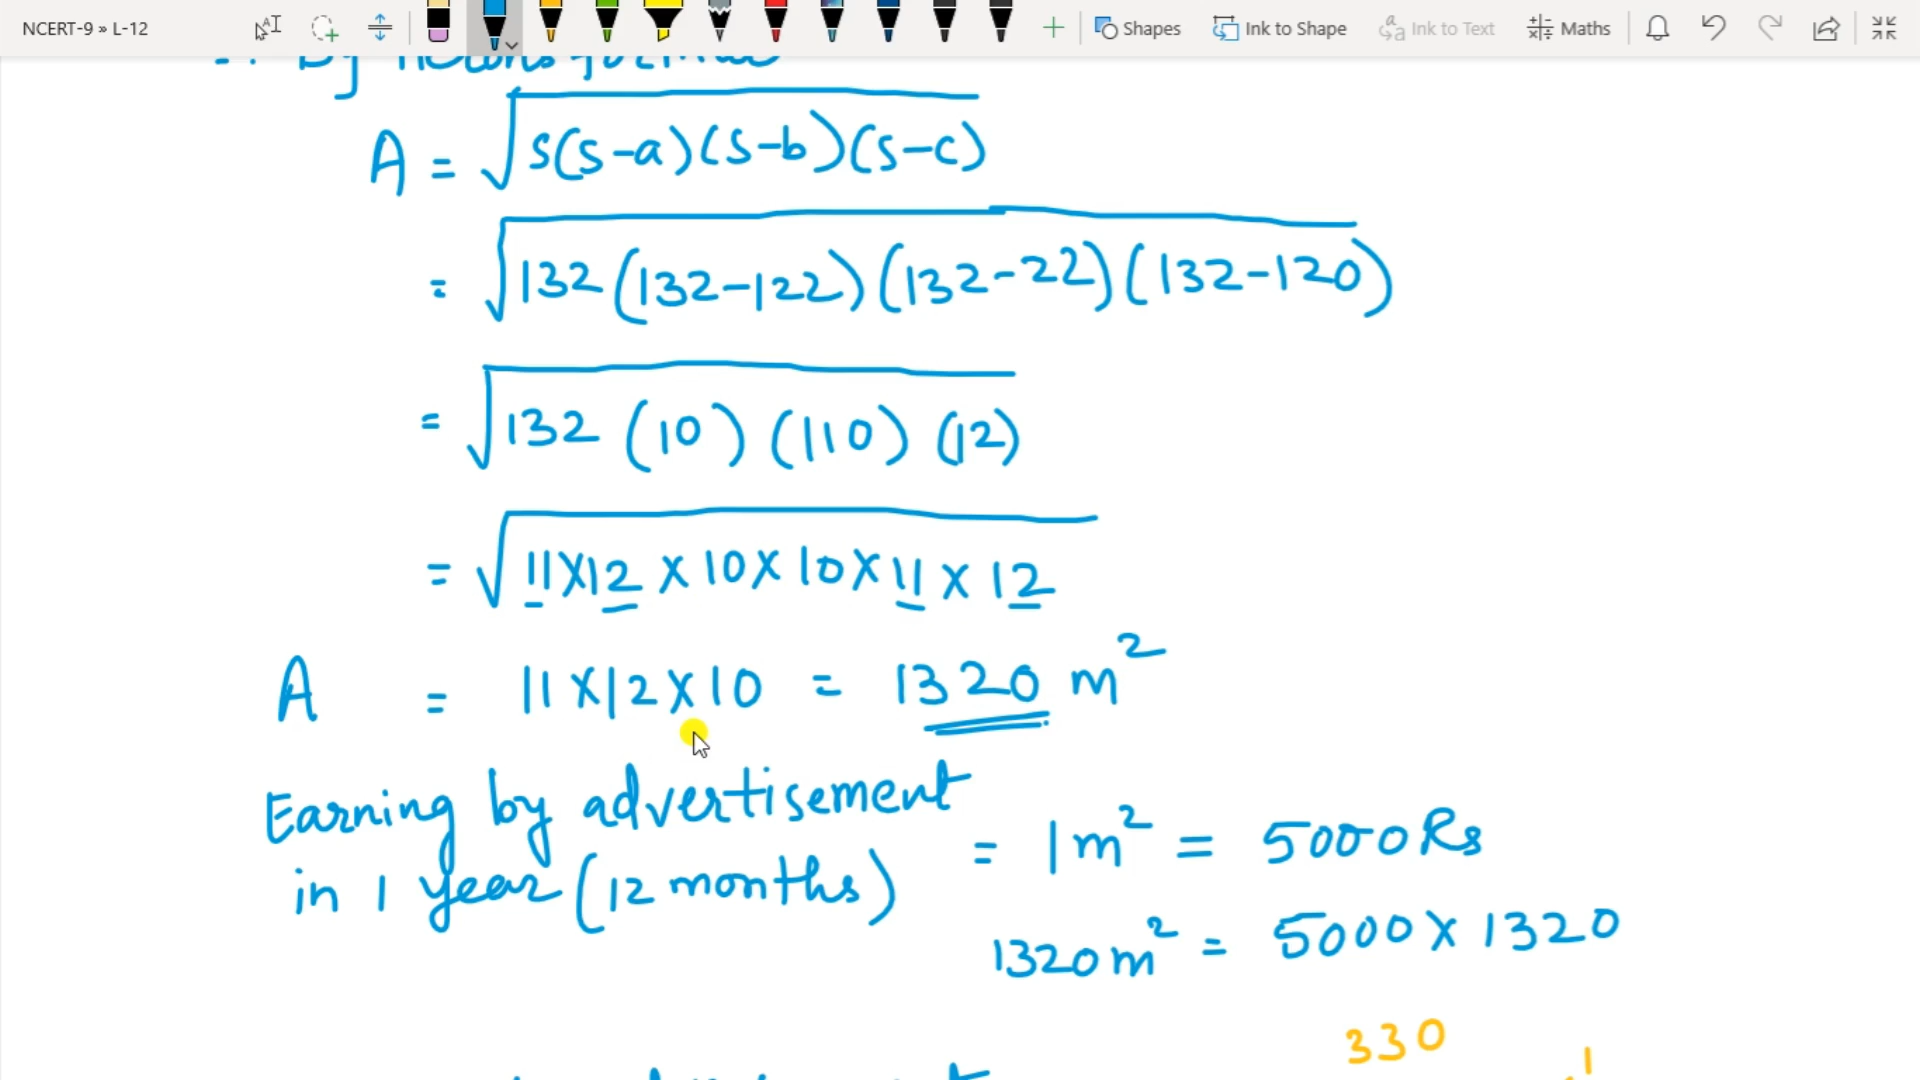 NCERT-9 » L-12
Shapes
Ink to Shape
Ink to Text
Maths
A = √s(s-a)(s-b)(s-c)
= √132(132-122)(132-22)(132-120)
= √132 (10) (110) (12)
= √11×12×10×10×11×12
A = 11×12×10 = 1320 m²
Earning by advertisement
in 1 year (12 months)
= 1m² = 5000Rs
1320m² = 5000×1320
330
1